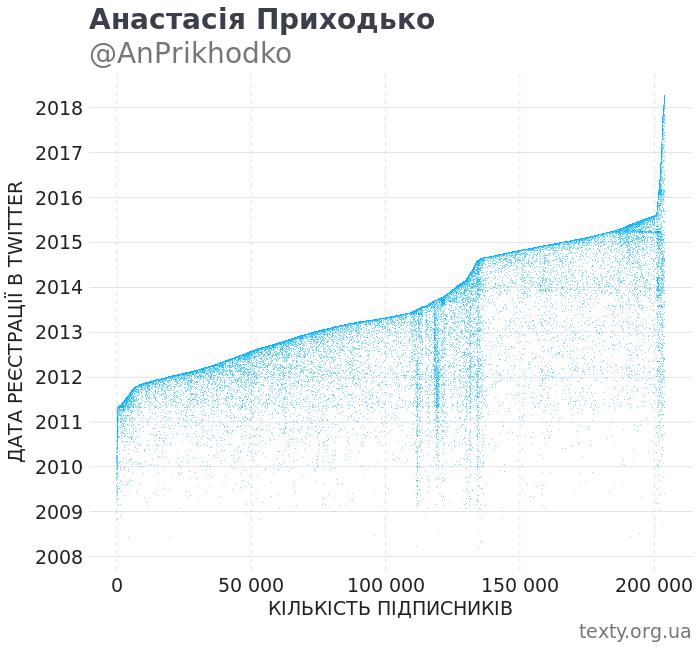 Анастасія Приходько
@AnPrikhodko
2018
2017
2016
2015
2014
2013
2012
2011
2010
2009
2008
ДАТА РЕЄСТРАЦІЇ В TWITTER
0 50 000 100 000 150 000 200 000
КІЛЬКІСТЬ ПІДПИСНИКІВ
texty.org.ua